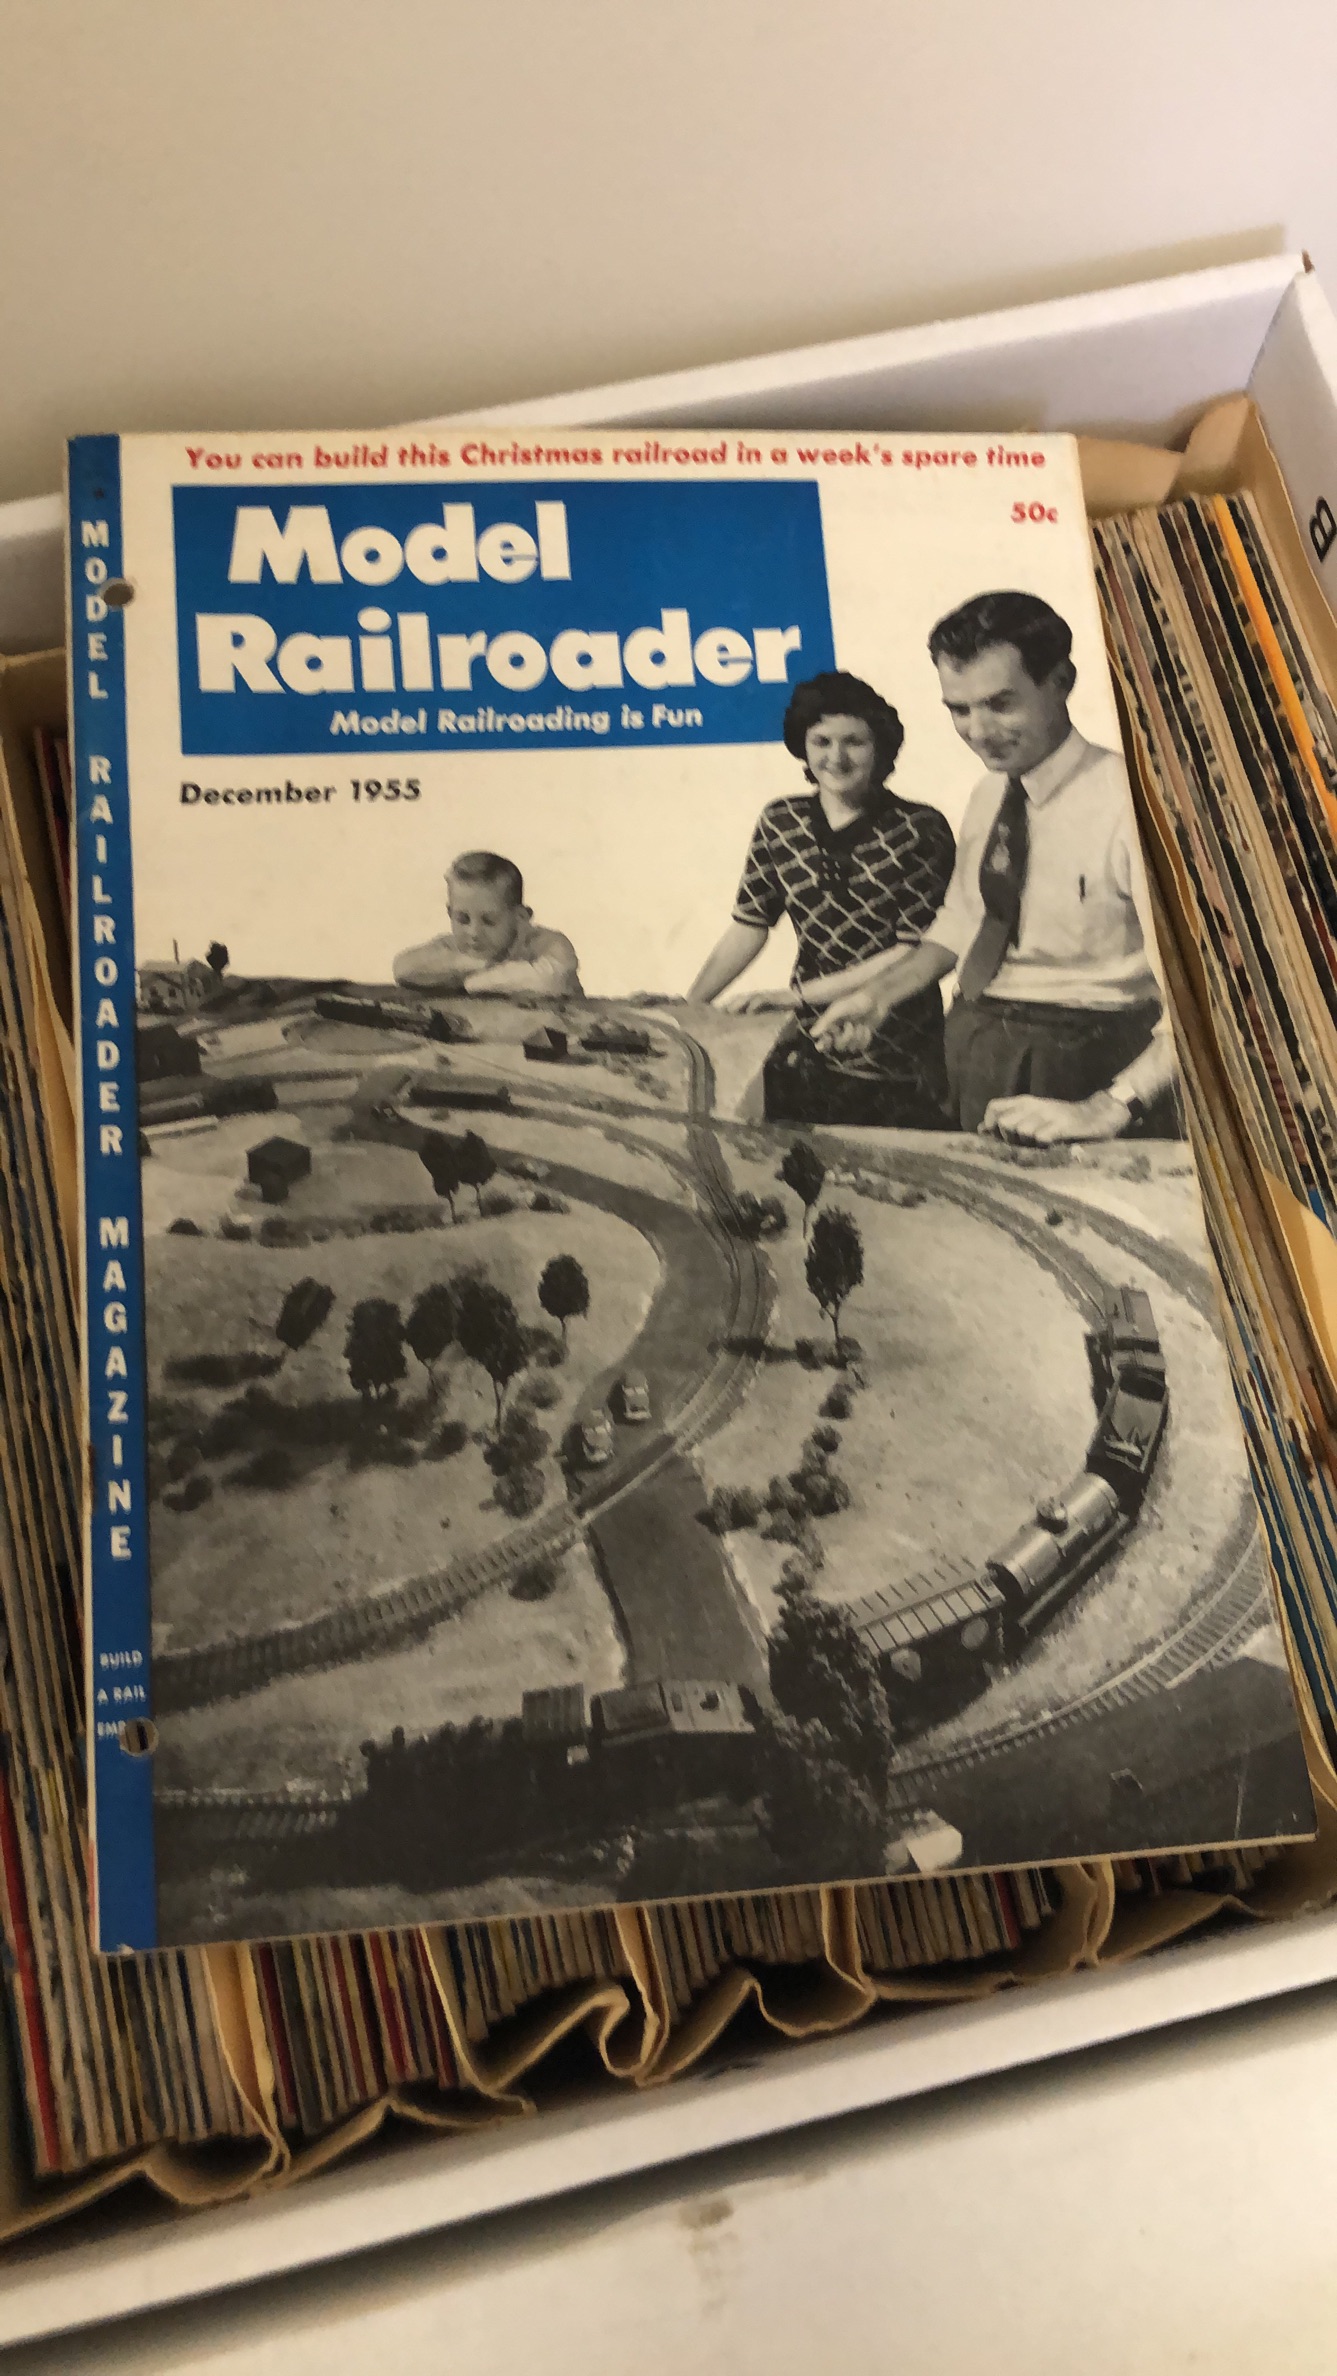 You can build this Christmas railroad in a week's spare time
50¢
Model
Railroader
Model Railroading is Fun
December 1955
MODEL RAILROADER MAGAZINE
BUILD
A RAIL
B